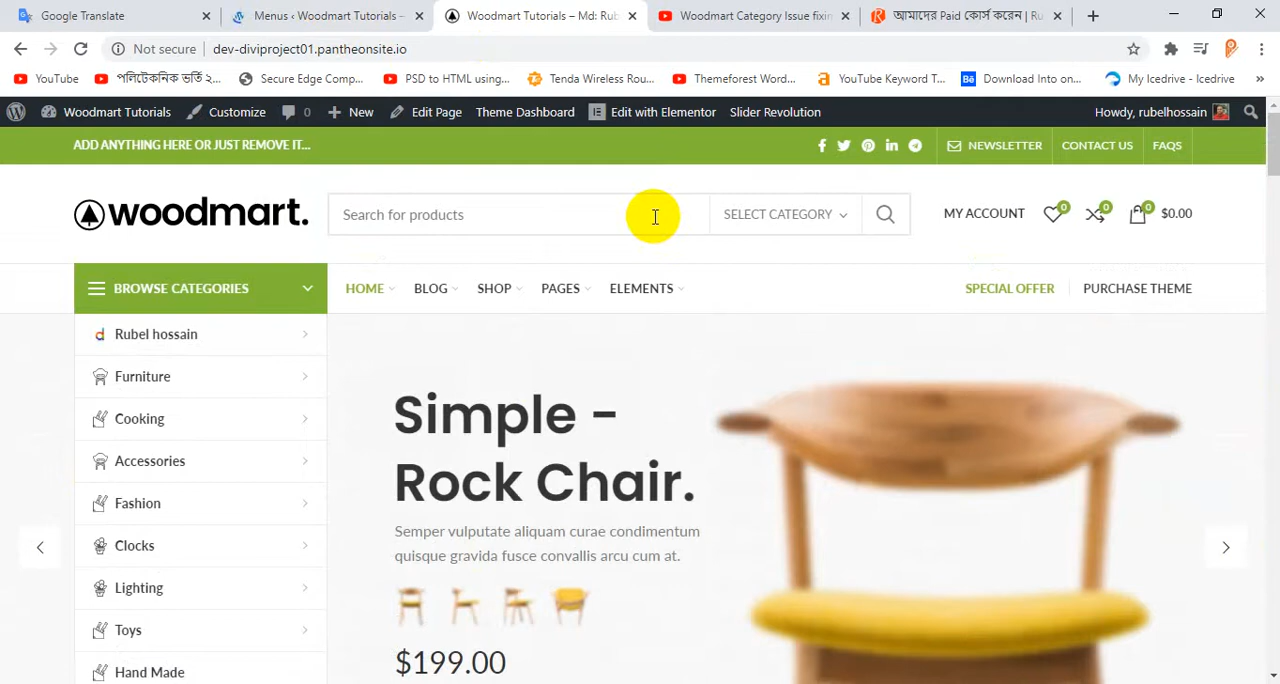 Google Translate
Menus ‹ Woodmart Tutorials –
Woodmart Tutorials – Md: Rub
Woodmart Category Issue fixin
আমাদের Paid কোর্স করেন | Ru
Not secure
dev-diviproject01.pantheonsite.io
YouTube
পলিটেকনিক ভর্তি ২...
Secure Edge Comp...
PSD to HTML using...
Tenda Wireless Rou...
Themeforest Word...
YouTube Keyword T...
Bē Download Into on...
My Icedrive - Icedrive
»
Woodmart Tutorials
Customize
0
New
Edit Page
Theme Dashboard
Edit with Elementor
Slider Revolution
Howdy, rubelhossain
ADD ANYTHING HERE OR JUST REMOVE IT...
NEWSLETTER
CONTACT US
FAQS
woodmart.
Search for products
SELECT CATEGORY
MY ACCOUNT
0
0
0
$0.00
BROWSE CATEGORIES
HOME
BLOG
SHOP
PAGES
ELEMENTS
SPECIAL OFFER
PURCHASE THEME
Rubel hossain
Furniture
Cooking
Accessories
Fashion
Clocks
Lighting
Toys
Hand Made
Simple -
Rock Chair.
Semper vulputate aliquam curae condimentum
quisque gravida fusce convallis arcu cum at.
$199.00